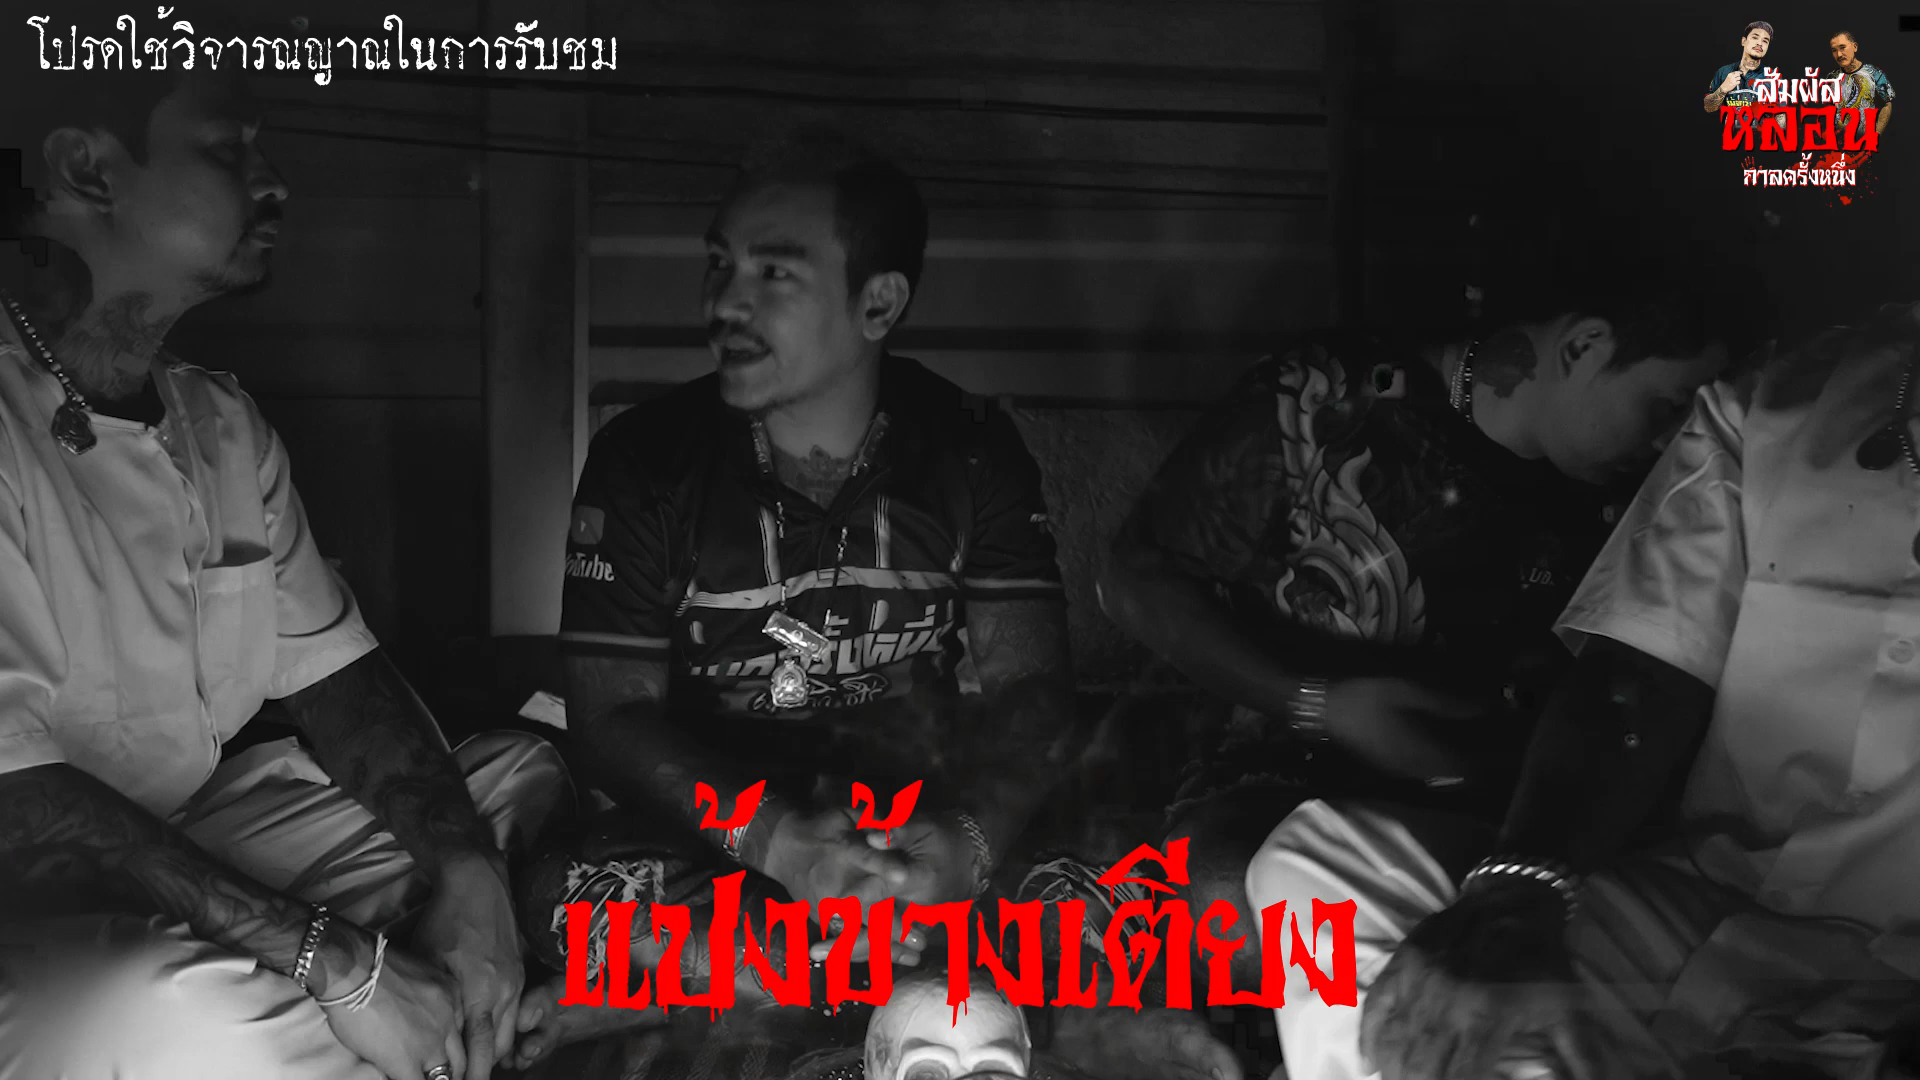 โปรดใช้วิจารณญาณในการรับชม
สัมผัส
หลอน
กาลครั้งหนึ่ง
YouTube
แป้งข้างเตียง